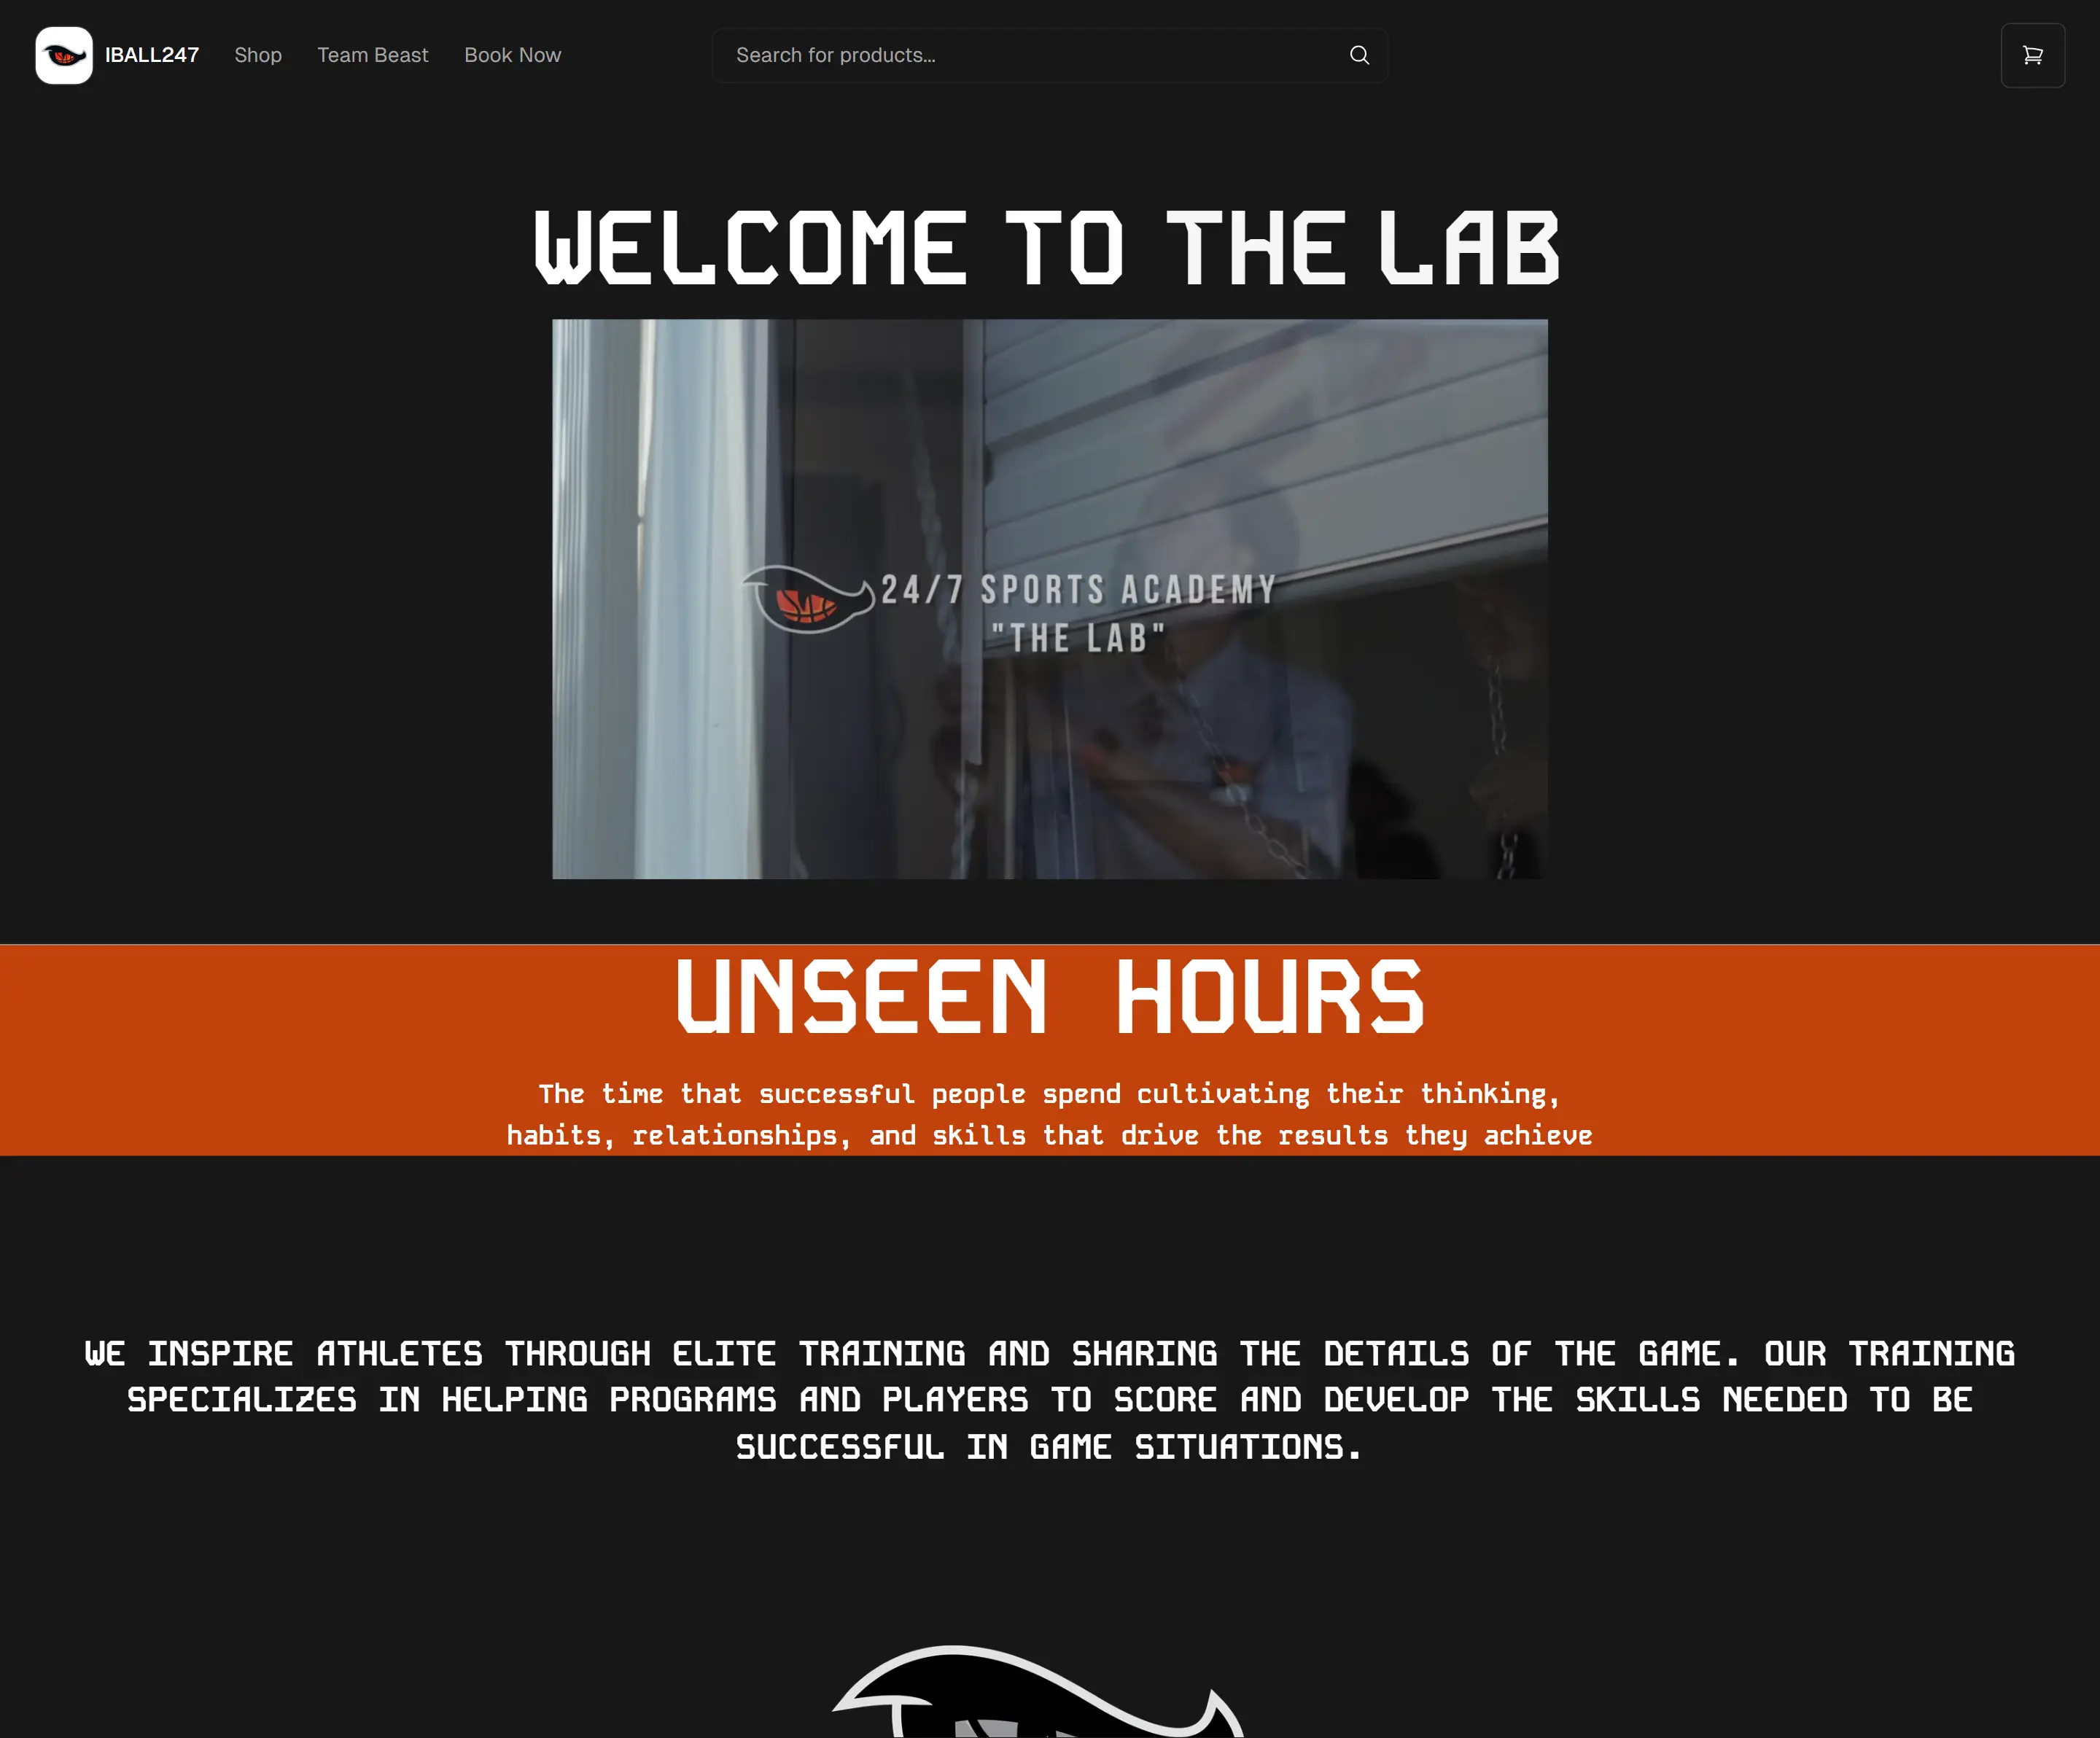 IBALL247
Shop
Team Beast
Book Now
Search for products...
WELCOME TO THE LAB
24/7 SPORTS ACADEMY
"THE LAB"
UNSEEN HOURS
The time that successful people spend cultivating their thinking,
habits, relationships, and skills that drive the results they achieve
WE INSPIRE ATHLETES THROUGH ELITE TRAINING AND SHARING THE DETAILS OF THE GAME. OUR TRAINING
SPECIALIZES IN HELPING PROGRAMS AND PLAYERS TO SCORE AND DEVELOP THE SKILLS NEEDED TO BE
SUCCESSFUL IN GAME SITUATIONS.